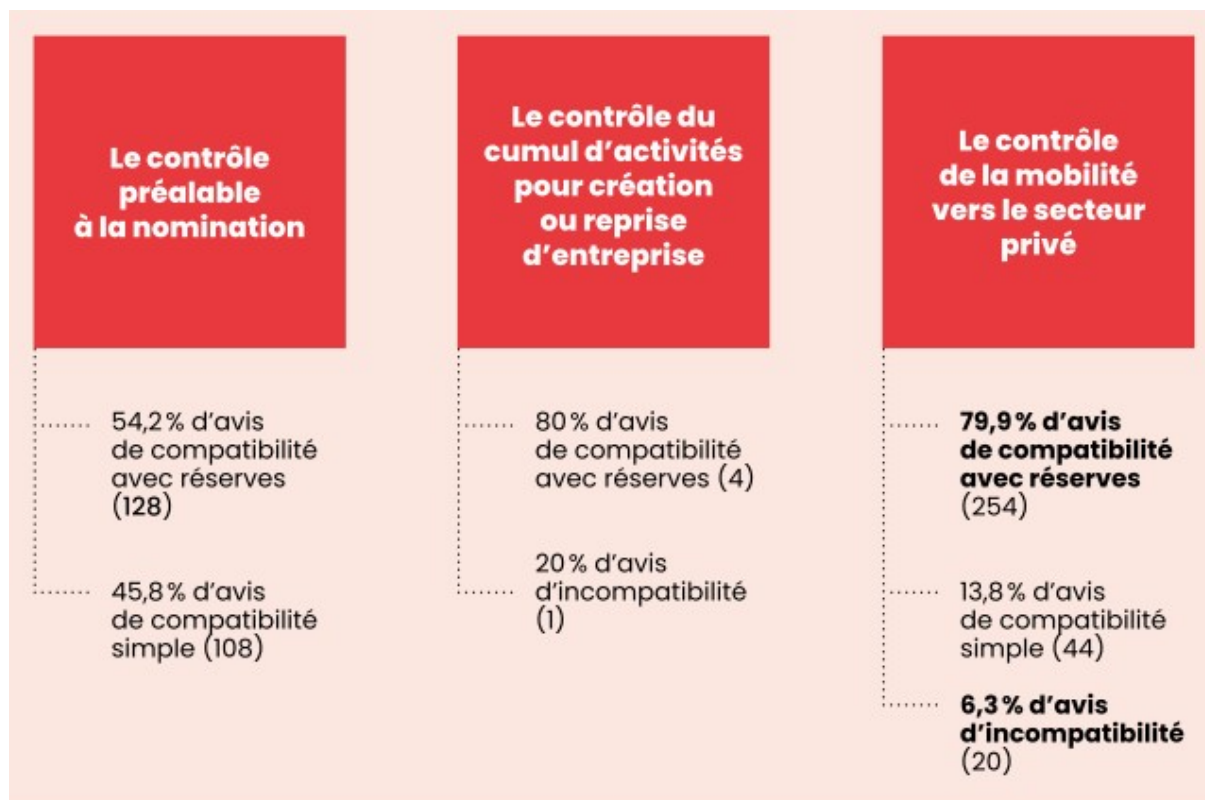 Le contrôle
préalable
à la nomination
54,2 % d’avis
de compatibilité
avec réserves
(128)
45,8 % d’avis
de compatibilité
simple (108)
Le contrôle du
cumul d’activités
pour création
ou reprise
d’entreprise
80 % d’avis
de compatibilité
avec réserves (4)
20 % d’avis
d’incompatibilité
(1)
Le contrôle
de la mobilité
vers le secteur
privé
79,9 % d’avis
de compatibilité
avec réserves
(254)
13,8 % d’avis
de compatibilité
simple (44)
6,3 % d’avis
d’incompatibilité
(20)